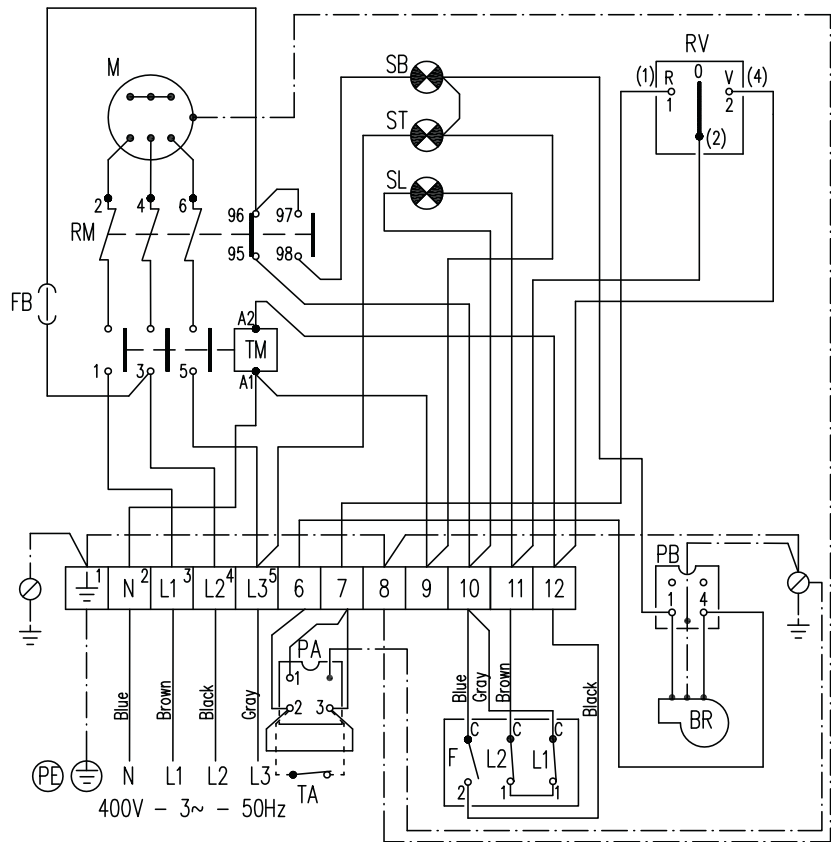 M
SB
ST
SL
RV
(1) R 0 V (4)
1 2
(2)
2 4 6
RM
96 97
95 98
FB
A2
TM
A1
1 3 5
PB
1 4
1 N 2 L1 3 L2 4 L3 5 6 7 8 9 10 11 12
PA
1
2 3
Blue
Brown
Black
Gray
Blue
Gray
Brown
Black
BR
C C C
F L2 L1
2 1 1
PE N L1 L2 L3
TA
400V - 3~ - 50Hz